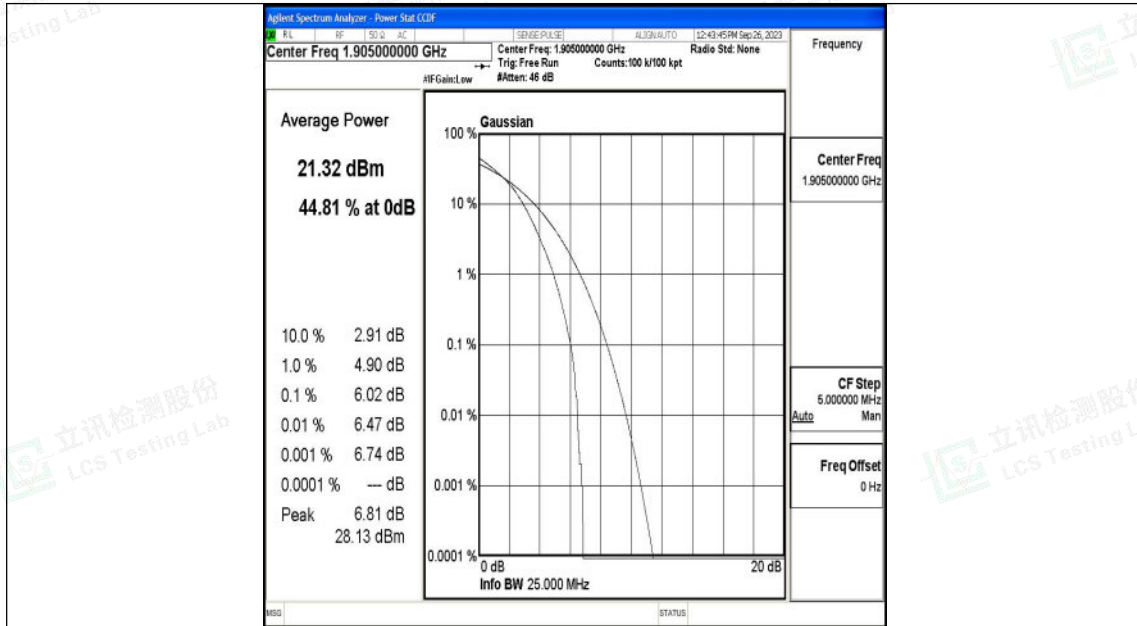 Agilent Spectrum Analyzer - Power Stat CCDF
RL RF 50 Ω AC SENSE:PULSE ALIGNAUTO 12:43:45 PM Sep 26, 2023
Center Freq 1.905000000 GHz
Center Freq: 1.905000000 GHz Radio Std: None
Trig: Free Run Counts:100 k/100 kpt
#IFGain:Low #Atten: 46 dB
Frequency
Average Power
21.32 dBm
44.81 % at 0dB
10.0 % 2.91 dB
1.0 % 4.90 dB
0.1 % 6.02 dB
0.01 % 6.47 dB
0.001 % 6.74 dB
0.0001 % --- dB
Peak 6.81 dB
28.13 dBm
Gaussian
100 %
10 %
1 %
0.1 %
0.01 %
0.001 %
0.0001 %
0 dB 20 dB
Info BW 25.000 MHz
Center Freq
1.905000000 GHz
CF Step
5.000000 MHz
Auto Man
Freq Offset
0 Hz
MSG STATUS
立讯检测股份
LCS Testing Lab
立讯检测股份
LCS Testing L
sting Lab
立